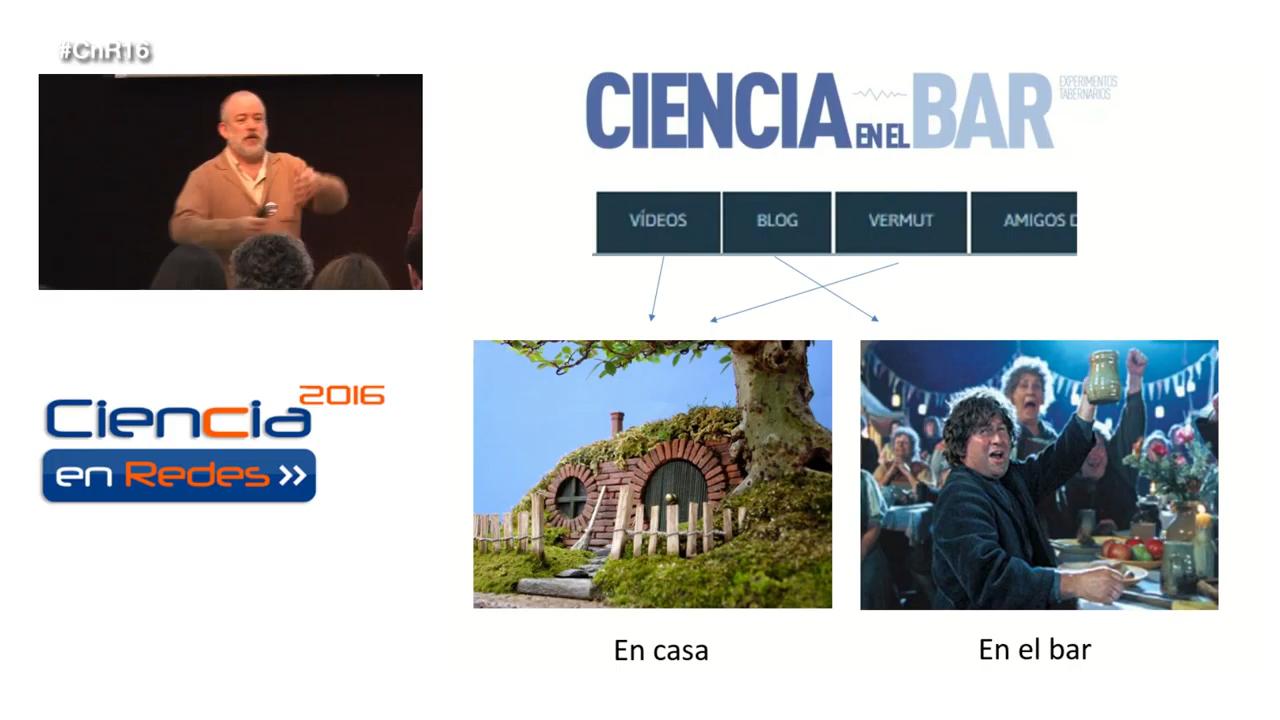 #CnR16
CIENCIA EN EL BAR
EXPERIMENTOS
TABERNARIOS
VÍDEOS
BLOG
VERMUT
AMIGOS D
2016
Ciencia
en Redes >>
En casa
En el bar